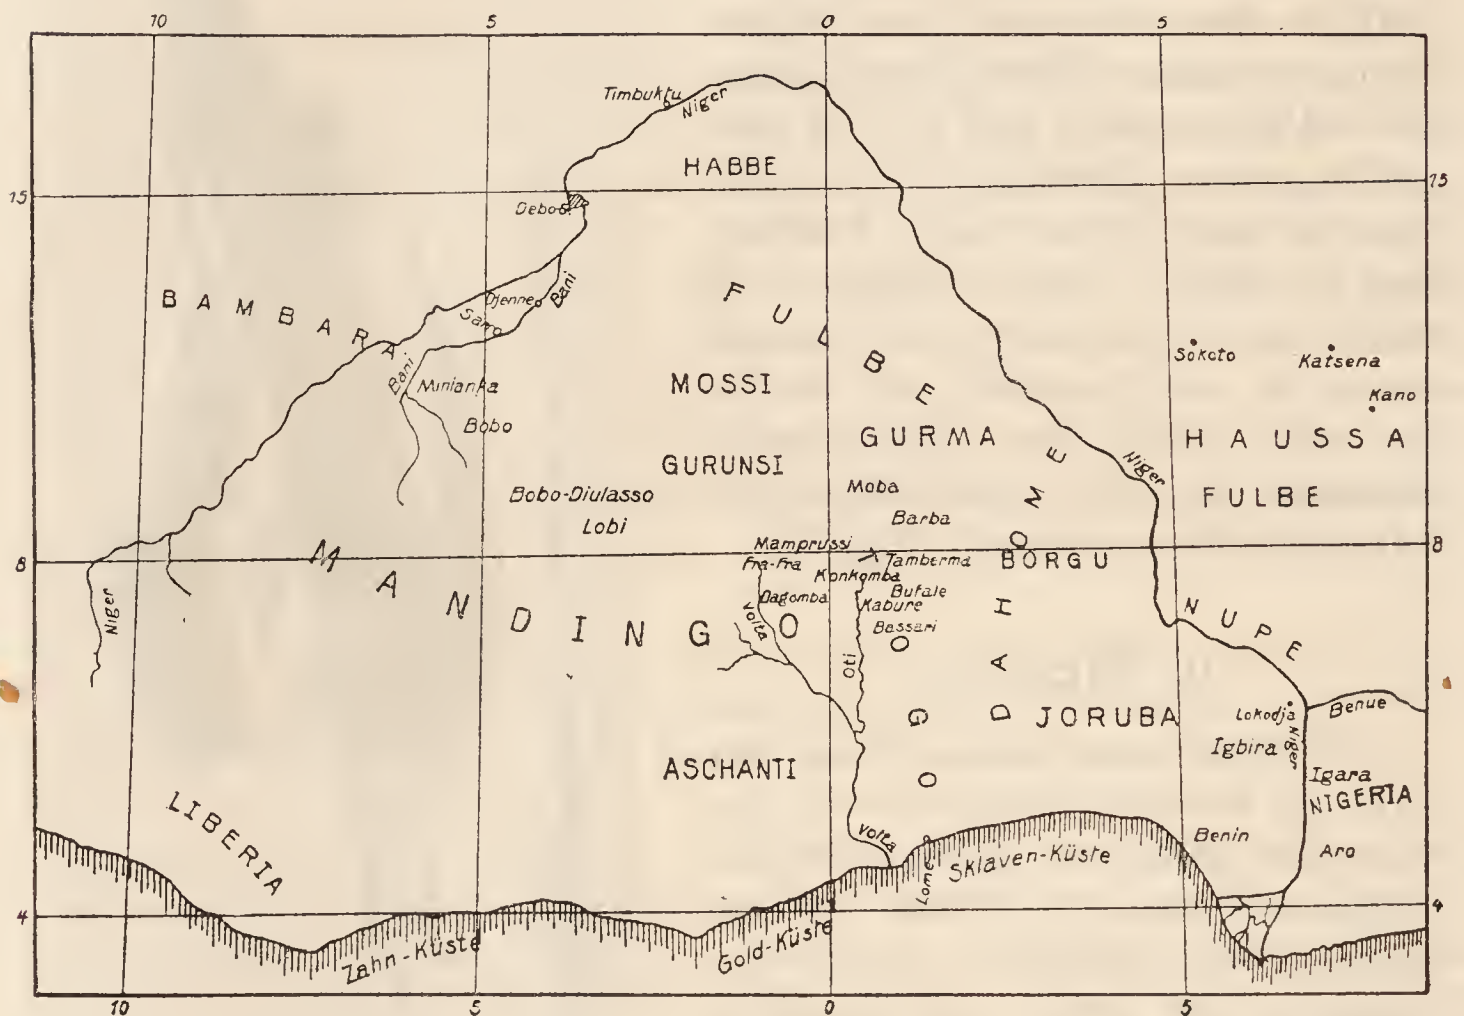 10 5 0 5
Timbuktu
Niger
HABBE
15 15
Debo-S.
BAMBARA
Djenne
Sarro
Bani
FULBE
Sokoto
Katsena
Kano
Bani
Minianka
Bobo
MOSSI
GURMA
HAUSSA
GURUNSI
Niger
FULBE
Bobo-Diulasso
Lobi
Moba
Barba
8 8
MANDINGO
Mamprussi
Fra-Fra
Konkomba
Tamberma
BORGU
Dagomba
Bufale
Kabure
Bassari
Volta
Oti
Niger
NUPE
TOGO
DAHOME
JORUBA
Lokodja
Benue
Igbira
Niger
Igara
NIGERIA
ASCHANTI
LIBERIA
Volta
Lome
Sklaven-Küste
Benin
Aro
4 4
Zahn-Küste
Gold-Küste
10 5 0 5